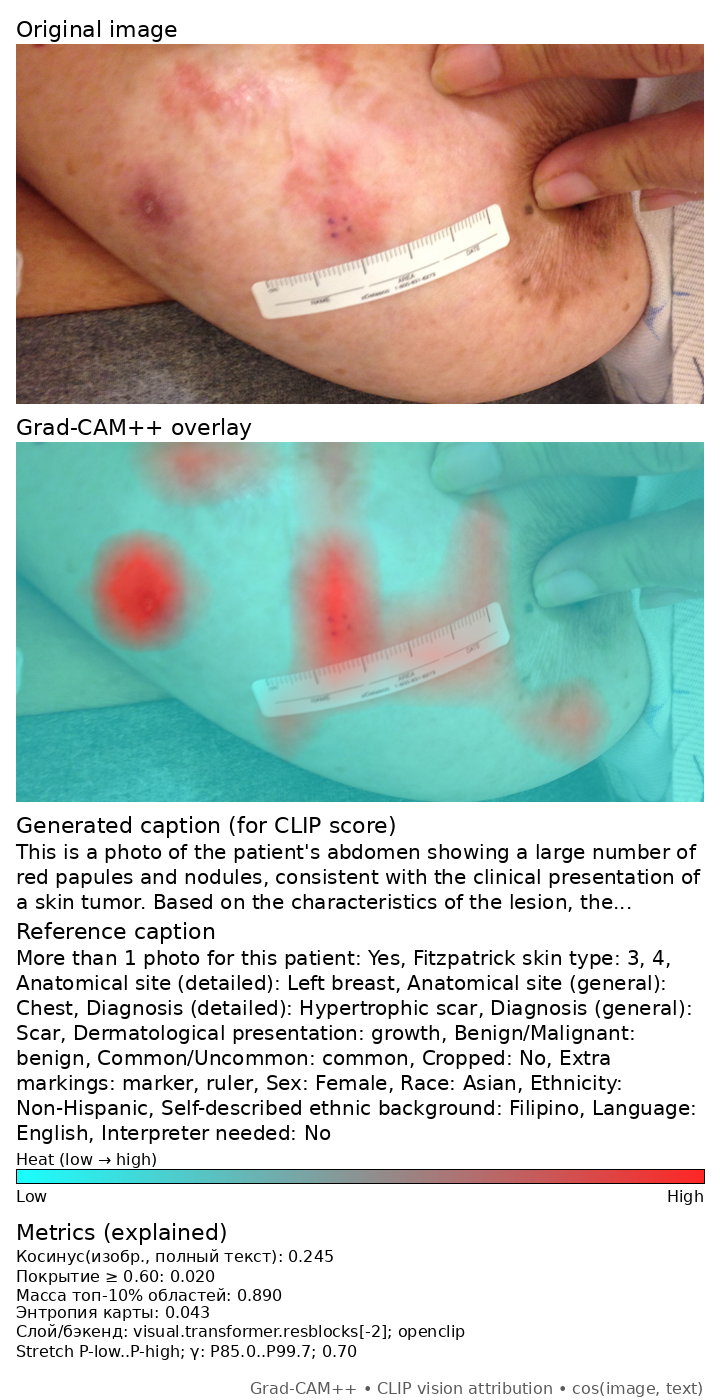 Original image
NAME
AREA
DATE
Grad-CAM++ overlay
NAME
AREA
DATE
Generated caption (for CLIP score)
This is a photo of the patient's abdomen showing a large number of
red papules and nodules, consistent with the clinical presentation of
a skin tumor. Based on the characteristics of the lesion, the...
Reference caption
More than 1 photo for this patient: Yes, Fitzpatrick skin type: 3, 4,
Anatomical site (detailed): Left breast, Anatomical site (general):
Chest, Diagnosis (detailed): Hypertrophic scar, Diagnosis (general):
Scar, Dermatological presentation: growth, Benign/Malignant:
benign, Common/Uncommon: common, Cropped: No, Extra
markings: marker, ruler, Sex: Female, Race: Asian, Ethnicity:
Non-Hispanic, Self-described ethnic background: Filipino, Language:
English, Interpreter needed: No
Heat (low → high)
Low High
Metrics (explained)
Косинус(изобр., полный текст): 0.245
Покрытие ≥ 0.60: 0.020
Масса топ-10% областей: 0.890
Энтропия карты: 0.043
Слой/бэкенд: visual.transformer.resblocks[-2]; openclip
Stretch P-low..P-high; γ: P85.0..P99.7; 0.70
Grad-CAM++ • CLIP vision attribution • cos(image, text)